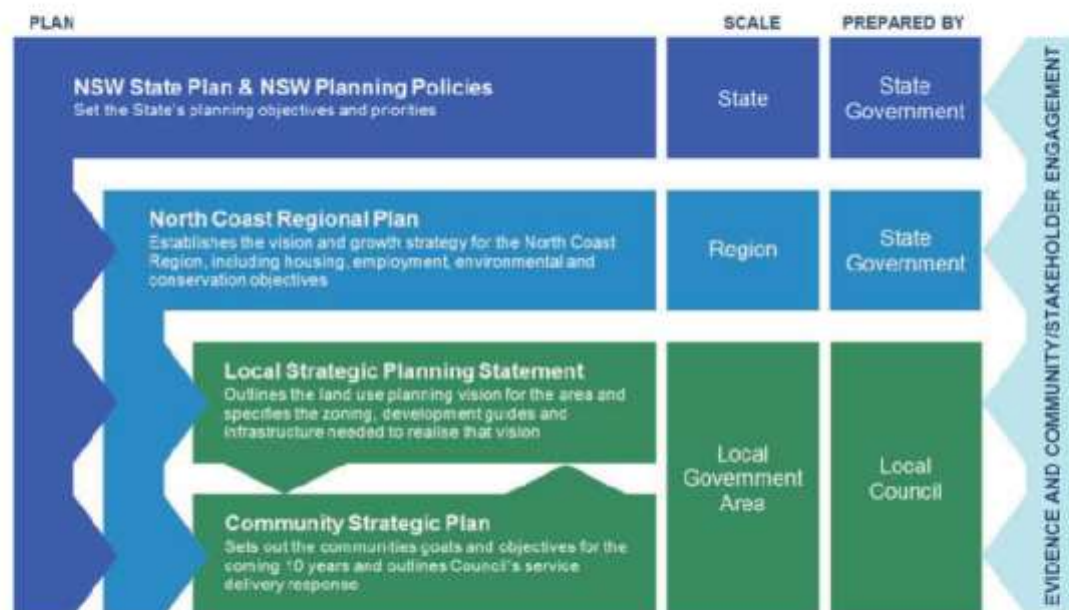 PLAN
SCALE
PREPARED BY
NSW State Plan & NSW Planning Policies
Set the State's planning objectives and priorities
State
State
Government
North Coast Regional Plan
Establishes the vision and growth strategy for the North Coast
Region, including housing, employment, environmental and
conservation objectives
Region
State
Government
Local Strategic Planning Statement
Outlines the land use planning vision for the area and
specifies the zoning, development guides and
infrastructure needed to realise that vision
Community Strategic Plan
Sets out the communities goals and objectives for the
coming 10 years and outlines Council's service
delivery response
Local
Government
Area
Local
Council
EVIDENCE AND COMMUNITY/STAKEHOLDER ENGAGEMENT